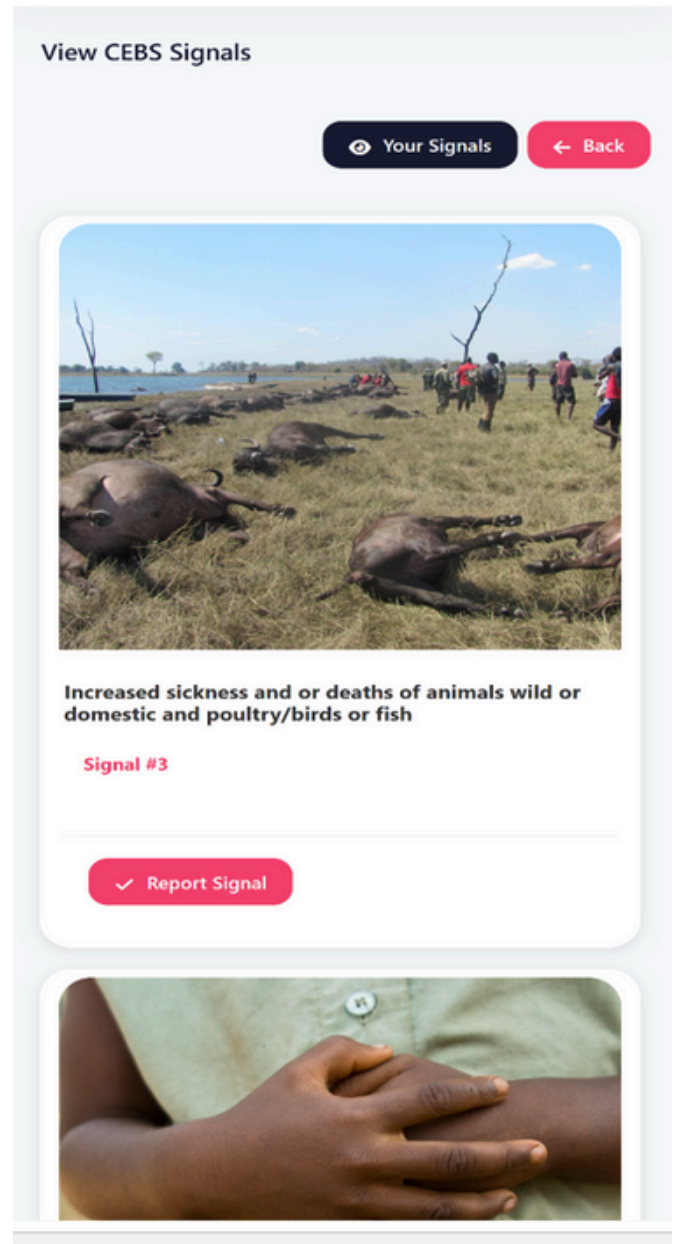 View CEBS Signals
Your Signals
Back
Increased sickness and or deaths of animals wild or
domestic and poultry/birds or fish
Signal #3
Report Signal